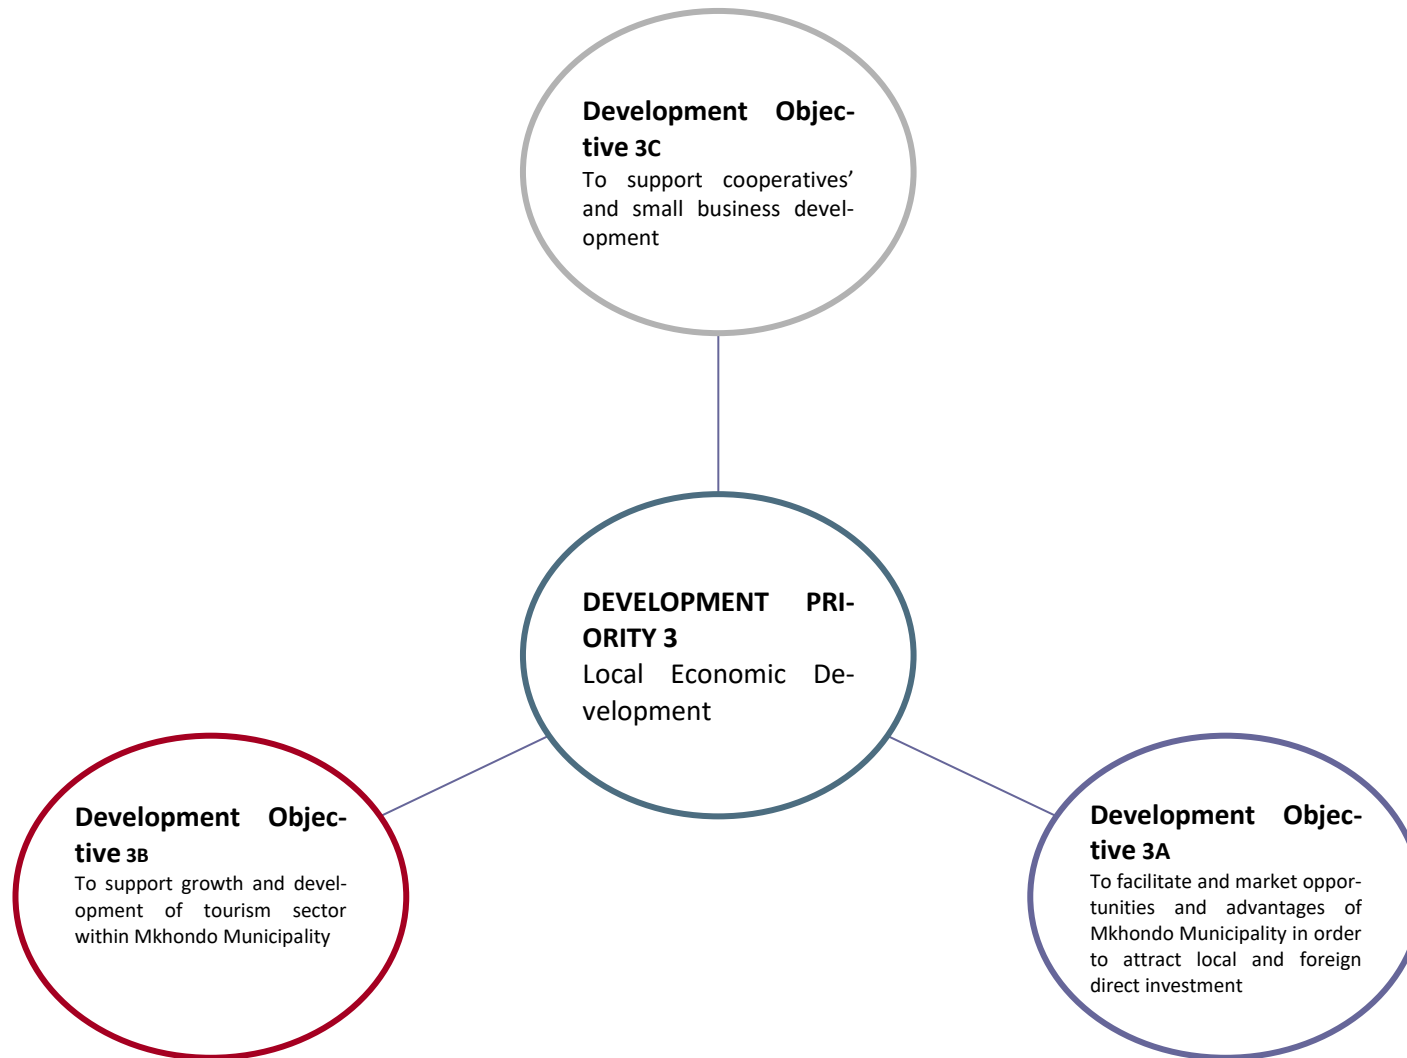 Development Objec-
tive 3C
To support cooperatives’
and small business devel-
opment
DEVELOPMENT PRI-
ORITY 3
Local Economic De-
velopment
Development Objec-
tive 3B
To support growth and devel-
opment of tourism sector
within Mkhondo Municipality
Development Objec-
tive 3A
To facilitate and market oppor-
tunities and advantages of
Mkhondo Municipality in order
to attract local and foreign
direct investment